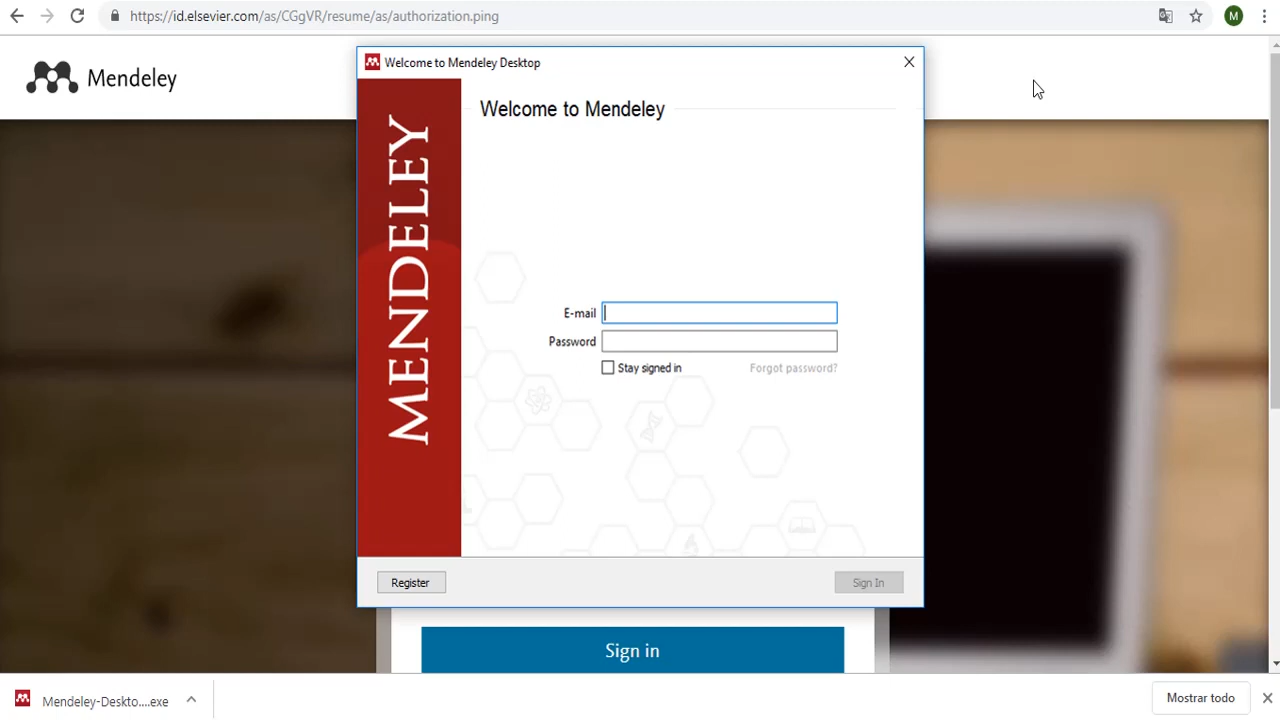 https://id.elsevier.com/as/CGgVR/resume/as/authorization.ping
M
Mendeley
Welcome to Mendeley Desktop
MENDELEY
Welcome to Mendeley
E-mail
Password
Stay signed in
Forgot password?
Register
Sign In
Sign in
Mendeley-Deskto....exe
Mostrar todo